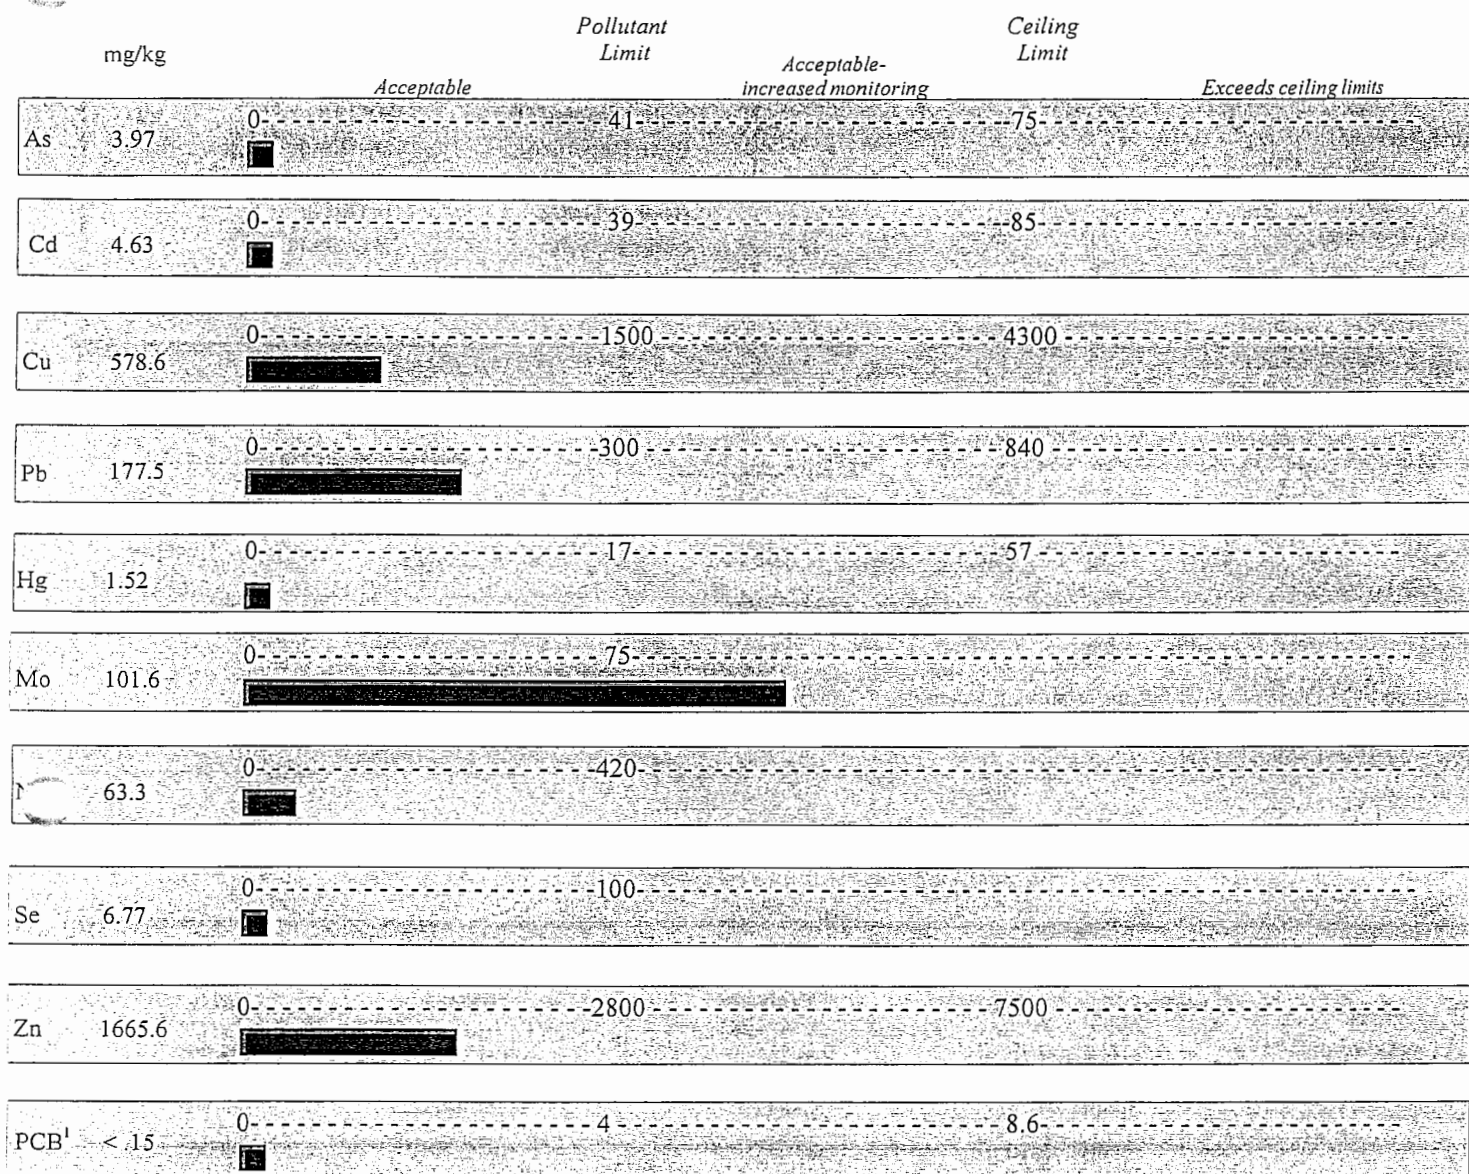 mg/kg
Pollutant
Limit
Ceiling
Limit
Acceptable
Acceptable-
increased monitoring
Exceeds ceiling limits
As 3.97 0 41 75
Cd 4.63 0 39 85
Cu 578.6 0 1500 4300
Pb 177.5 0 300 840
Hg 1.52 0 17 57
Mo 101.6 0 75
63.3 0 420
Se 6.77 0 100
Zn 1665.6 0 2800 7500
PCB¹ < .15 0 4 8.6